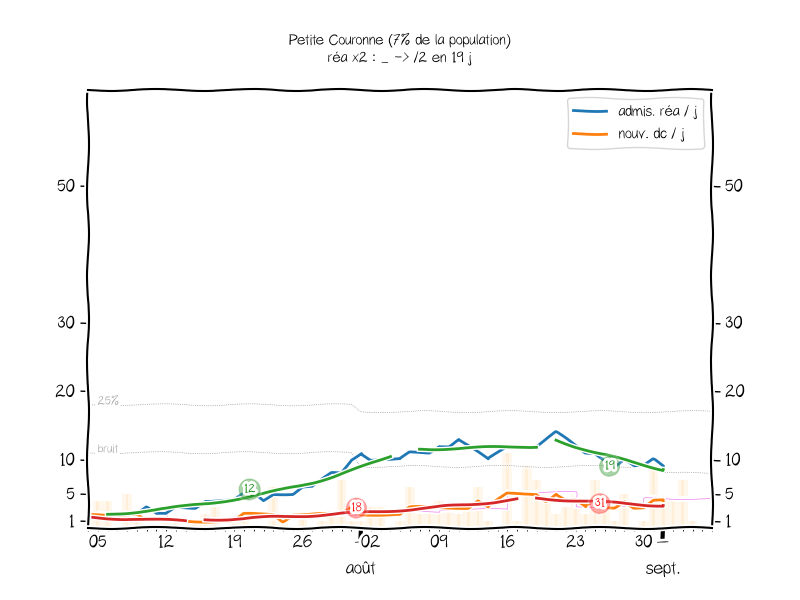 Petite Couronne (7% de la population)
réa x2 : _ -> /2 en 19 j
admis. réa / j
nouv. dc / j
50
50
30
30
20
20
25%
bruit
10
10
19
12
5
5
31
18
1
1
05 12 19 26 02 09 16 23 30
août sept.